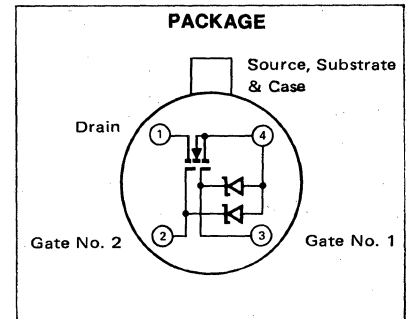 PACKAGE
Source, Substrate
& Case
Drain
1
4
2
3
Gate No. 2
Gate No. 1